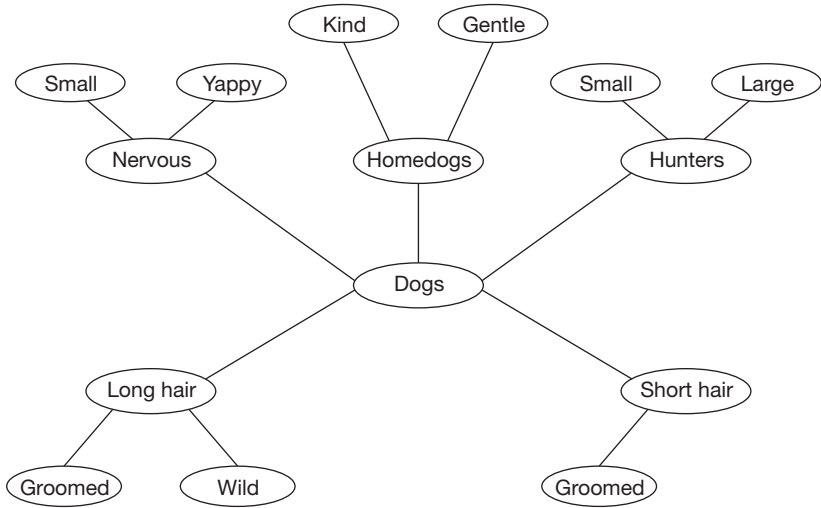 Kind
Gentle
Small
Yappy
Small
Large
Nervous
Homedogs
Hunters
Dogs
Long hair
Short hair
Groomed
Wild
Groomed